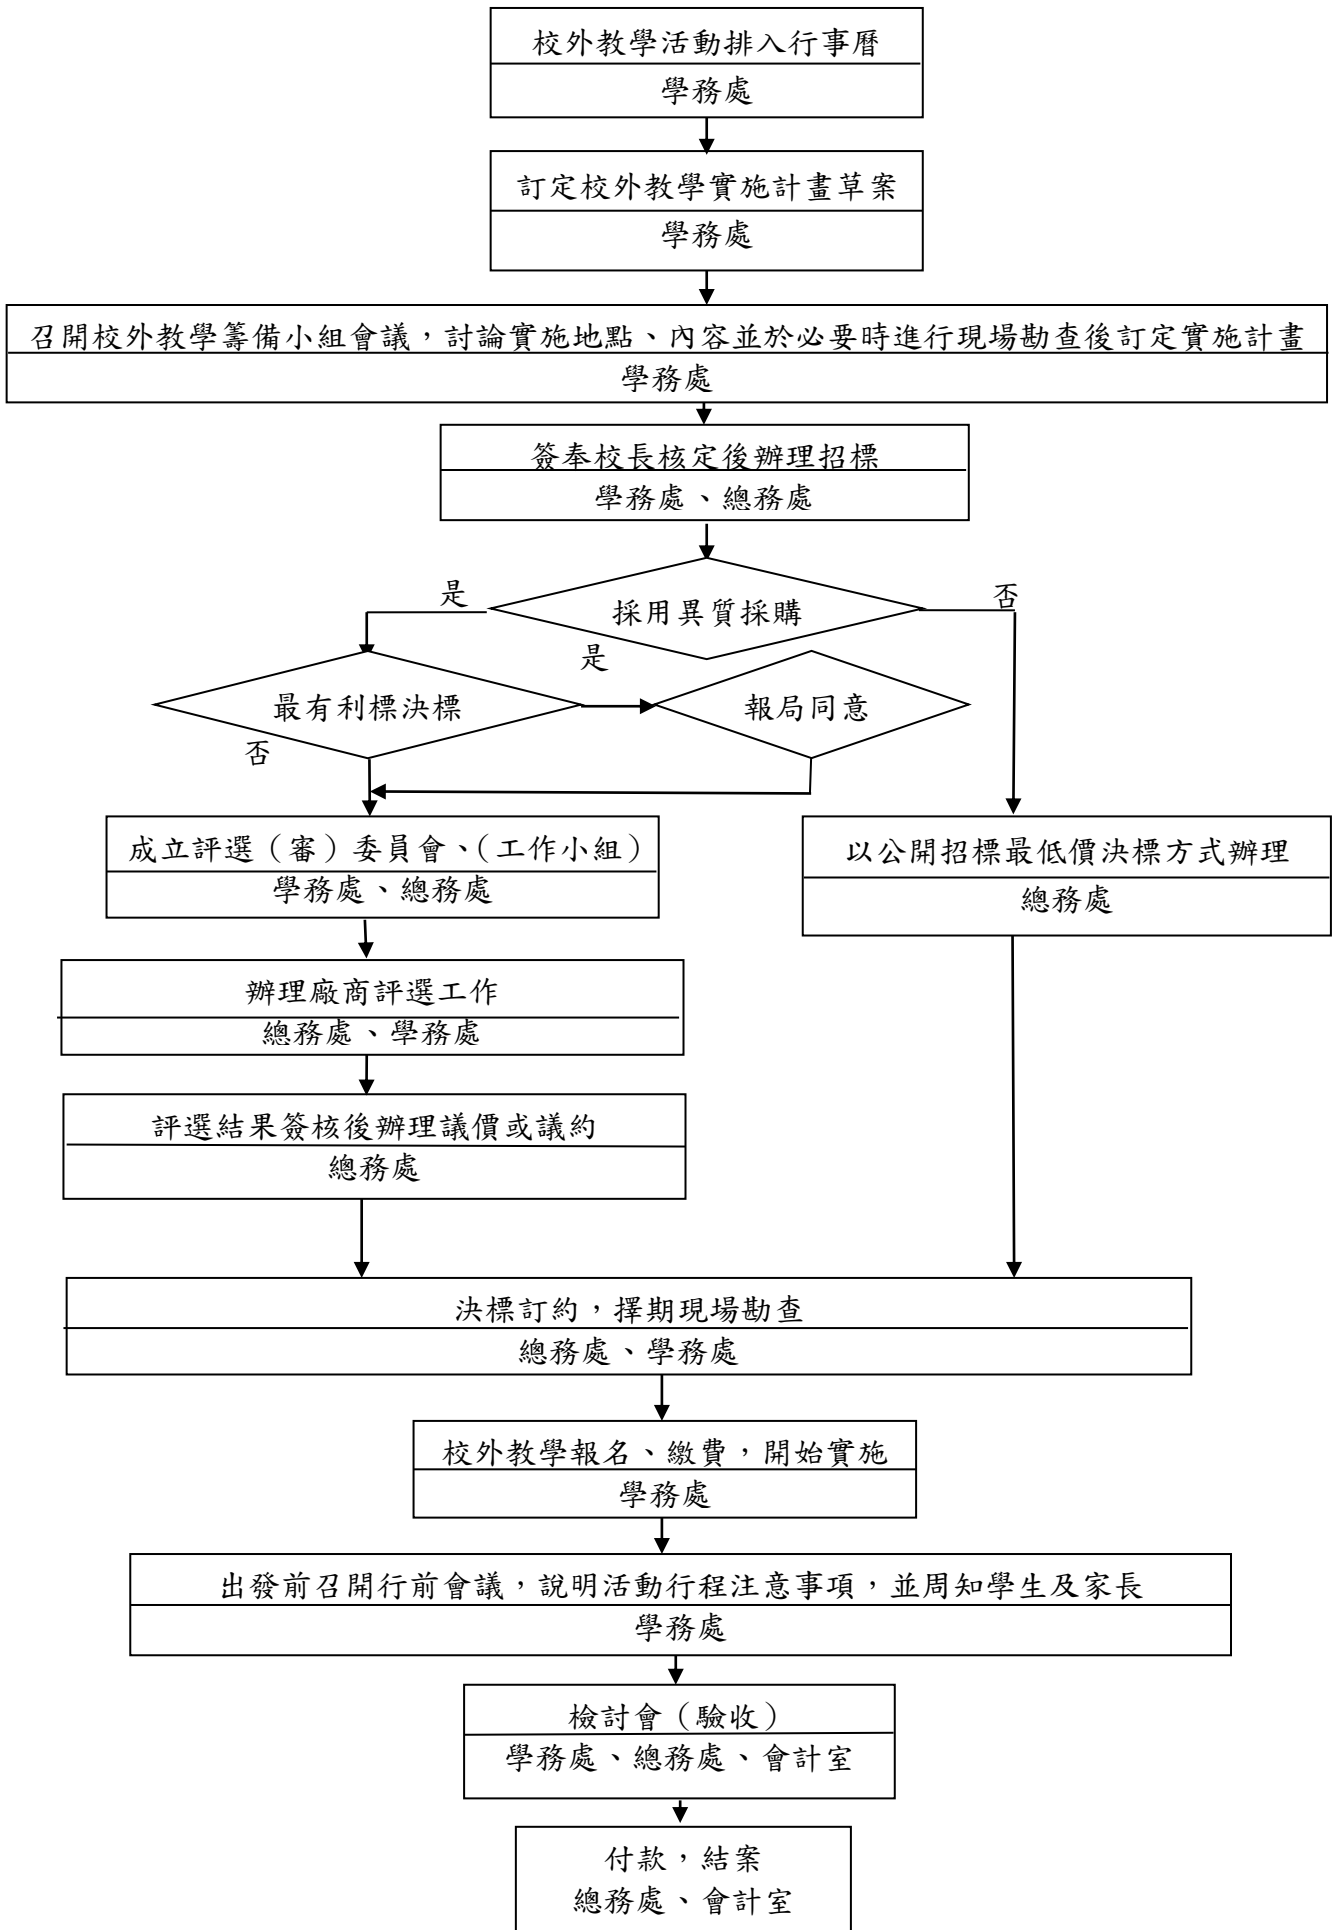 校外教學活動排入行事曆
學務處
訂定校外教學實施計畫草案
學務處
召開校外教學籌備小組會議，討論實施地點、內容並於必要時進行現場勘查後訂定實施計畫
學務處
簽奉校長核定後辦理招標
學務處、總務處
是
採用異質採購
否
是
最有利標決標
報局同意
否
成立評選（審）委員會、（工作小組）
學務處、總務處
以公開招標最低價決標方式辦理
總務處
辦理廠商評選工作
總務處、學務處
評選結果簽核後辦理議價或議約
總務處
決標訂約，擇期現場勘查
總務處、學務處
校外教學報名、繳費，開始實施
學務處
出發前召開行前會議，說明活動行程注意事項，並周知學生及家長
學務處
檢討會（驗收）
學務處、總務處、會計室
付款，結案
總務處、會計室